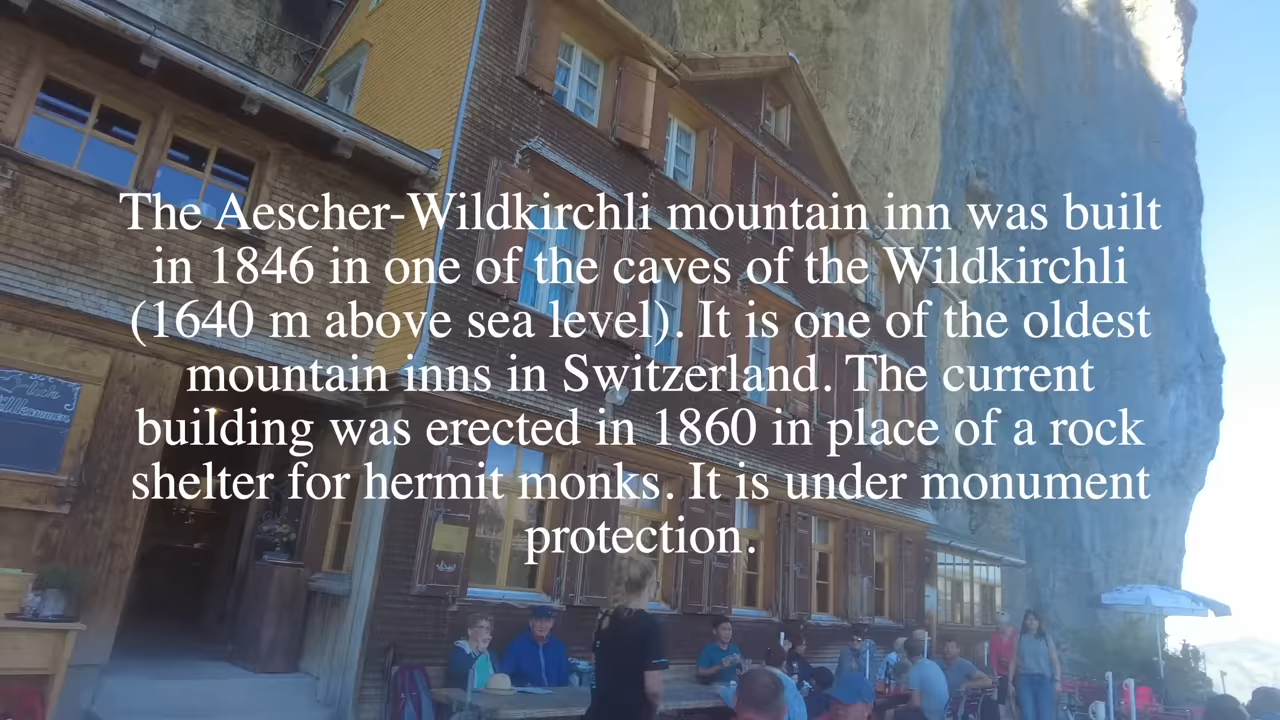 The Aescher-Wildkirchli mountain inn was built
in 1846 in one of the caves of the Wildkirchli
(1640 m above sea level). It is one of the oldest
mountain inns in Switzerland. The current
building was erected in 1860 in place of a rock
shelter for hermit monks. It is under monument
protection.